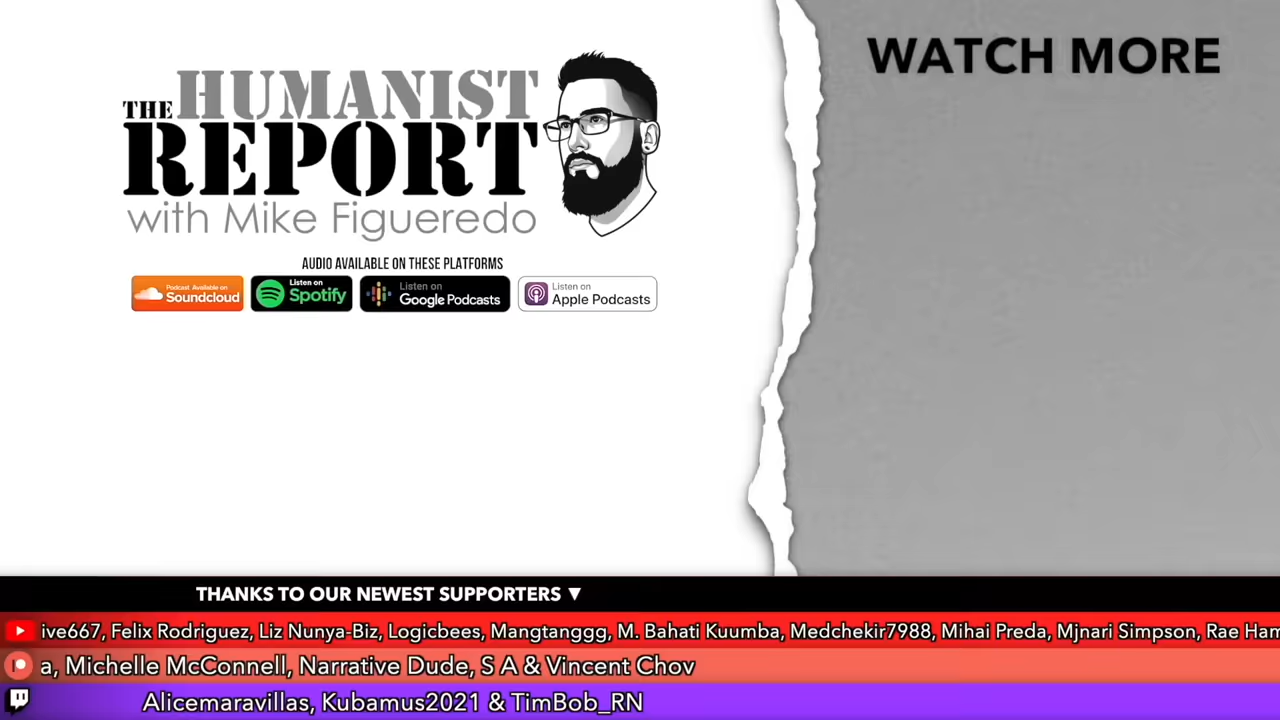 THE HUMANIST
REPORT
with Mike Figueredo
AUDIO AVAILABLE ON THESE PLATFORMS
Podcast Available on
Soundcloud
Listen on
Spotify
Listen on
Google Podcasts
Listen on
Apple Podcasts
WATCH MORE
THANKS TO OUR NEWEST SUPPORTERS ▼
ive667, Felix Rodriguez, Liz Nunya-Biz, Logicbees, Mangtanggg, M. Bahati Kuumba, Medchekir7988, Mihai Preda, Mjnari Simpson, Rae Ham
a, Michelle McConnell, Narrative Dude, S A & Vincent Chov
Alicemaravillas, Kubamus2021 & TimBob_RN